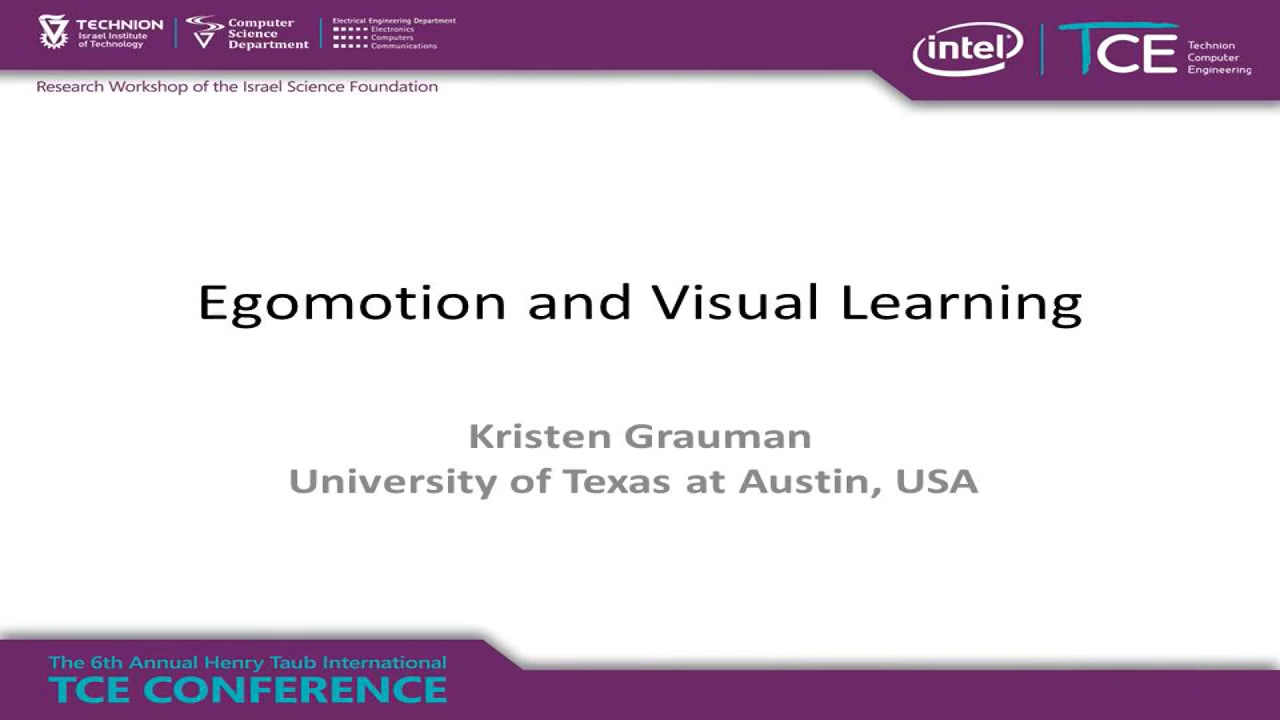 TECHNION
Israel Institute
of Technology
Computer
Science
Department
Electrical Engineering Department
Electronics
Computers
Communications
intel
TCE
Technion
Computer
Engineering
Research Workshop of the Israel Science Foundation
Egomotion and Visual Learning
Kristen Grauman
University of Texas at Austin, USA
The 6th Annual Henry Taub International
TCE CONFERENCE